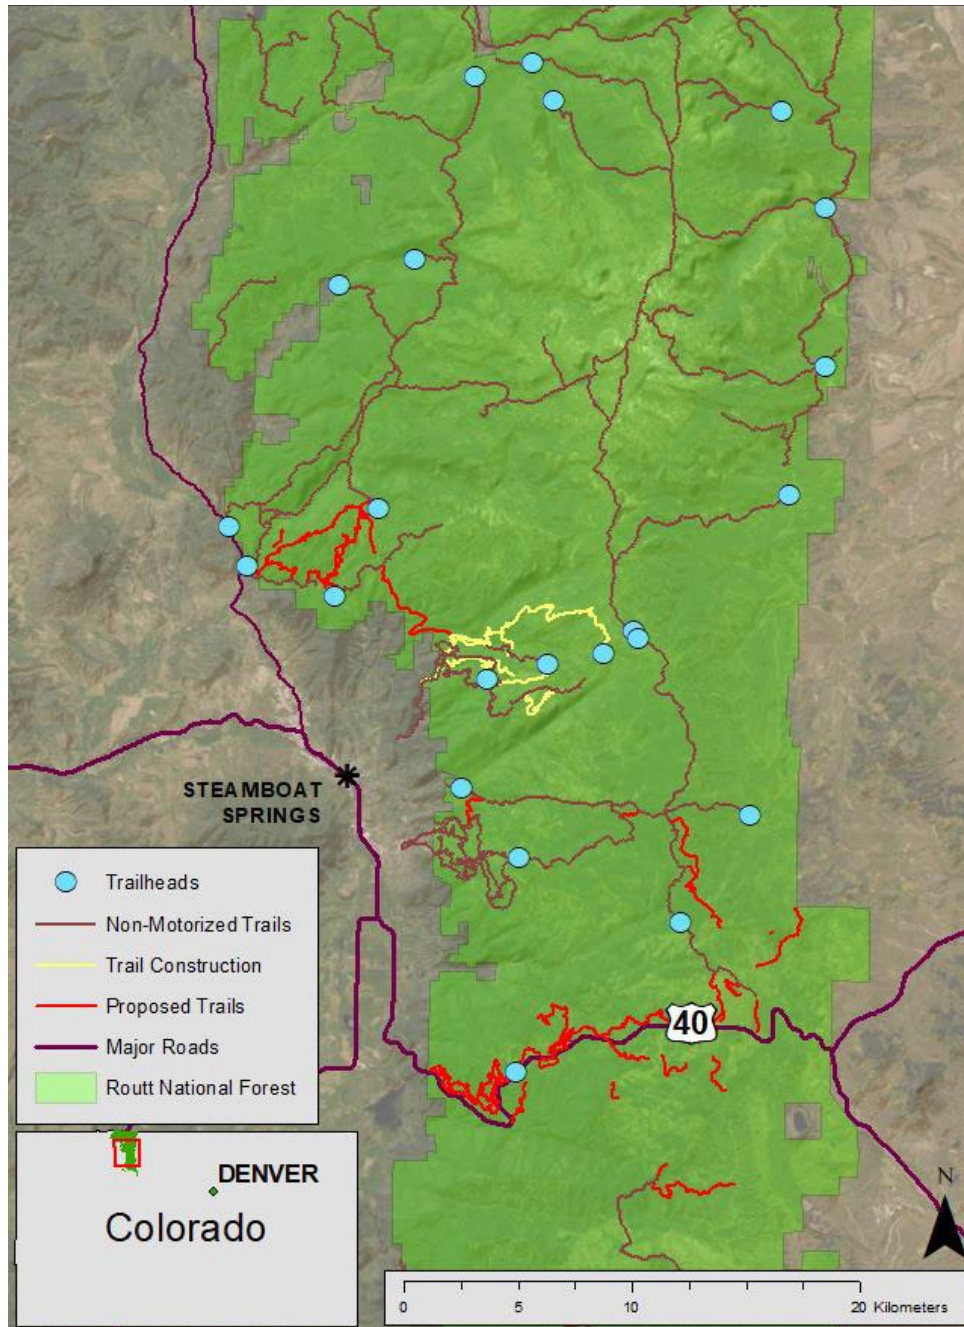 STEAMBOAT
SPRINGS
Trailheads
Non-Motorized Trails
Trail Construction
Proposed Trails
Major Roads
Routt National Forest
40
DENVER
Colorado
N
0 5 10 20 Kilometers